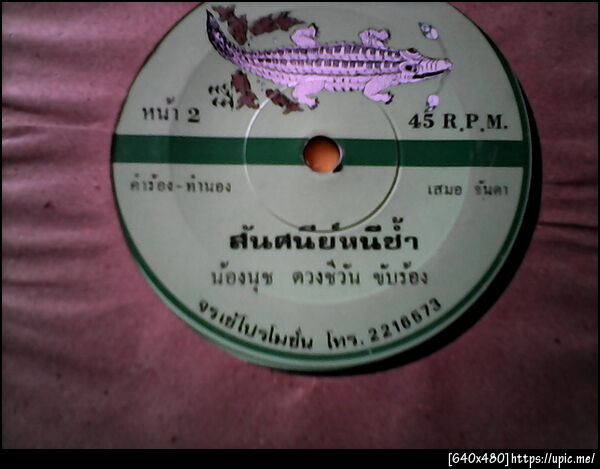 หน้า 2
45 R.P.M.
คำร้อง-ทำนอง
เสมอ จันดา
สันศนีย์หนีช้ำ
น้องนุช ดวงชีวัน ขับร้อง
จรเข้โปรโมชั่น โทร. 2216673
[640x480]https://upic.me/